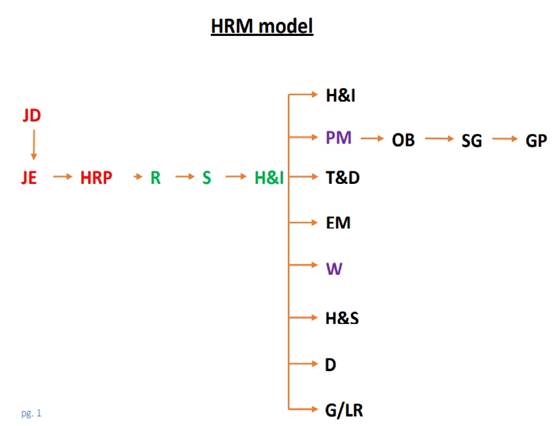 HRM model
JD
JE HRP R S H&I
H&I
PM OB SG GP
T&D
EM
W
H&S
D
G/LR
pg. 1